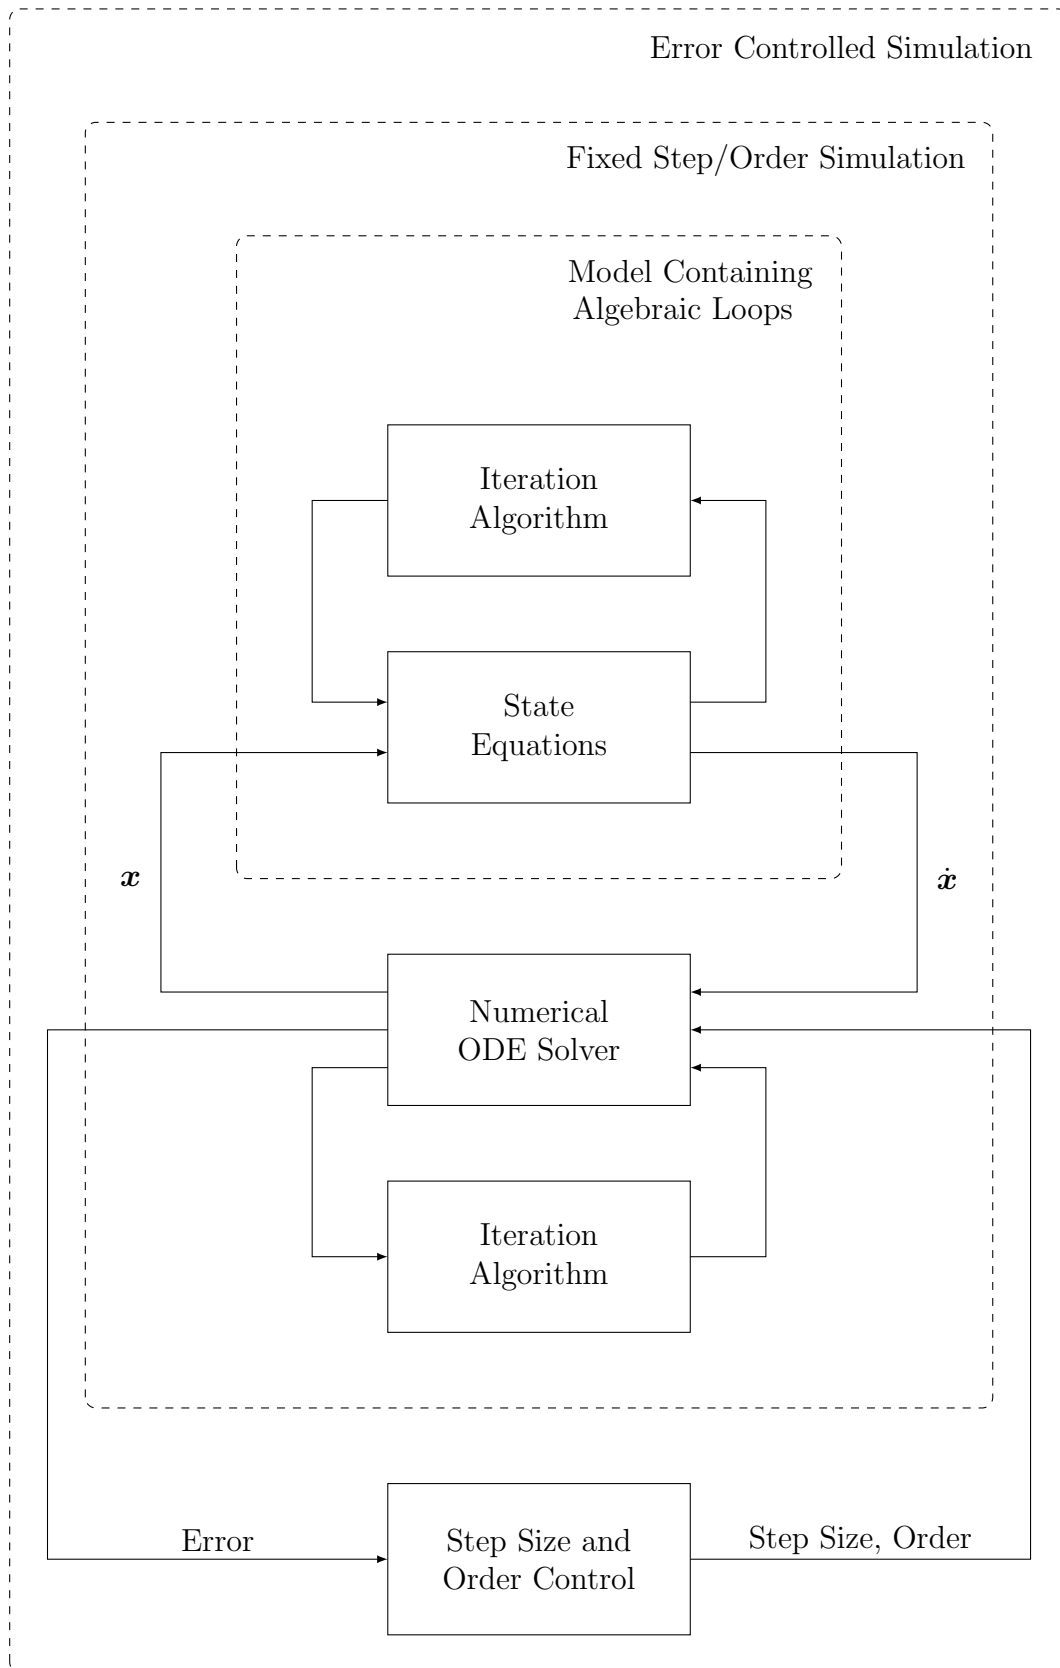 Error Controlled Simulation
Fixed Step/Order Simulation
Model Containing
Algebraic Loops
Iteration
Algorithm
State
Equations
x
ẋ
Numerical
ODE Solver
Iteration
Algorithm
Error
Step Size and
Order Control
Step Size, Order